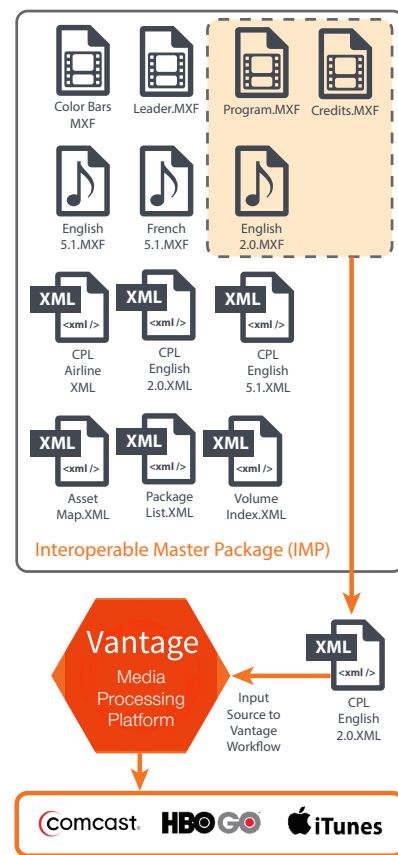 Color Bars
MXF
Leader.MXF
Program.MXF
Credits.MXF
English
5.1.MXF
French
5.1.MXF
English
2.0.MXF
XML
<xml />
CPL
Airline
XML
XML
<xml />
CPL
English
2.0.XML
XML
<xml />
CPL
English
5.1.XML
XML
<xml />
Asset
Map.XML
XML
<xml />
Package
List.XML
XML
<xml />
Volume
Index.XML
Interoperable Master Package (IMP)
Vantage
Media
Processing
Platform
Input
Source to
Vantage
Workflow
XML
<xml />
CPL
English
2.0.XML
comcast.
HBO GO
iTunes